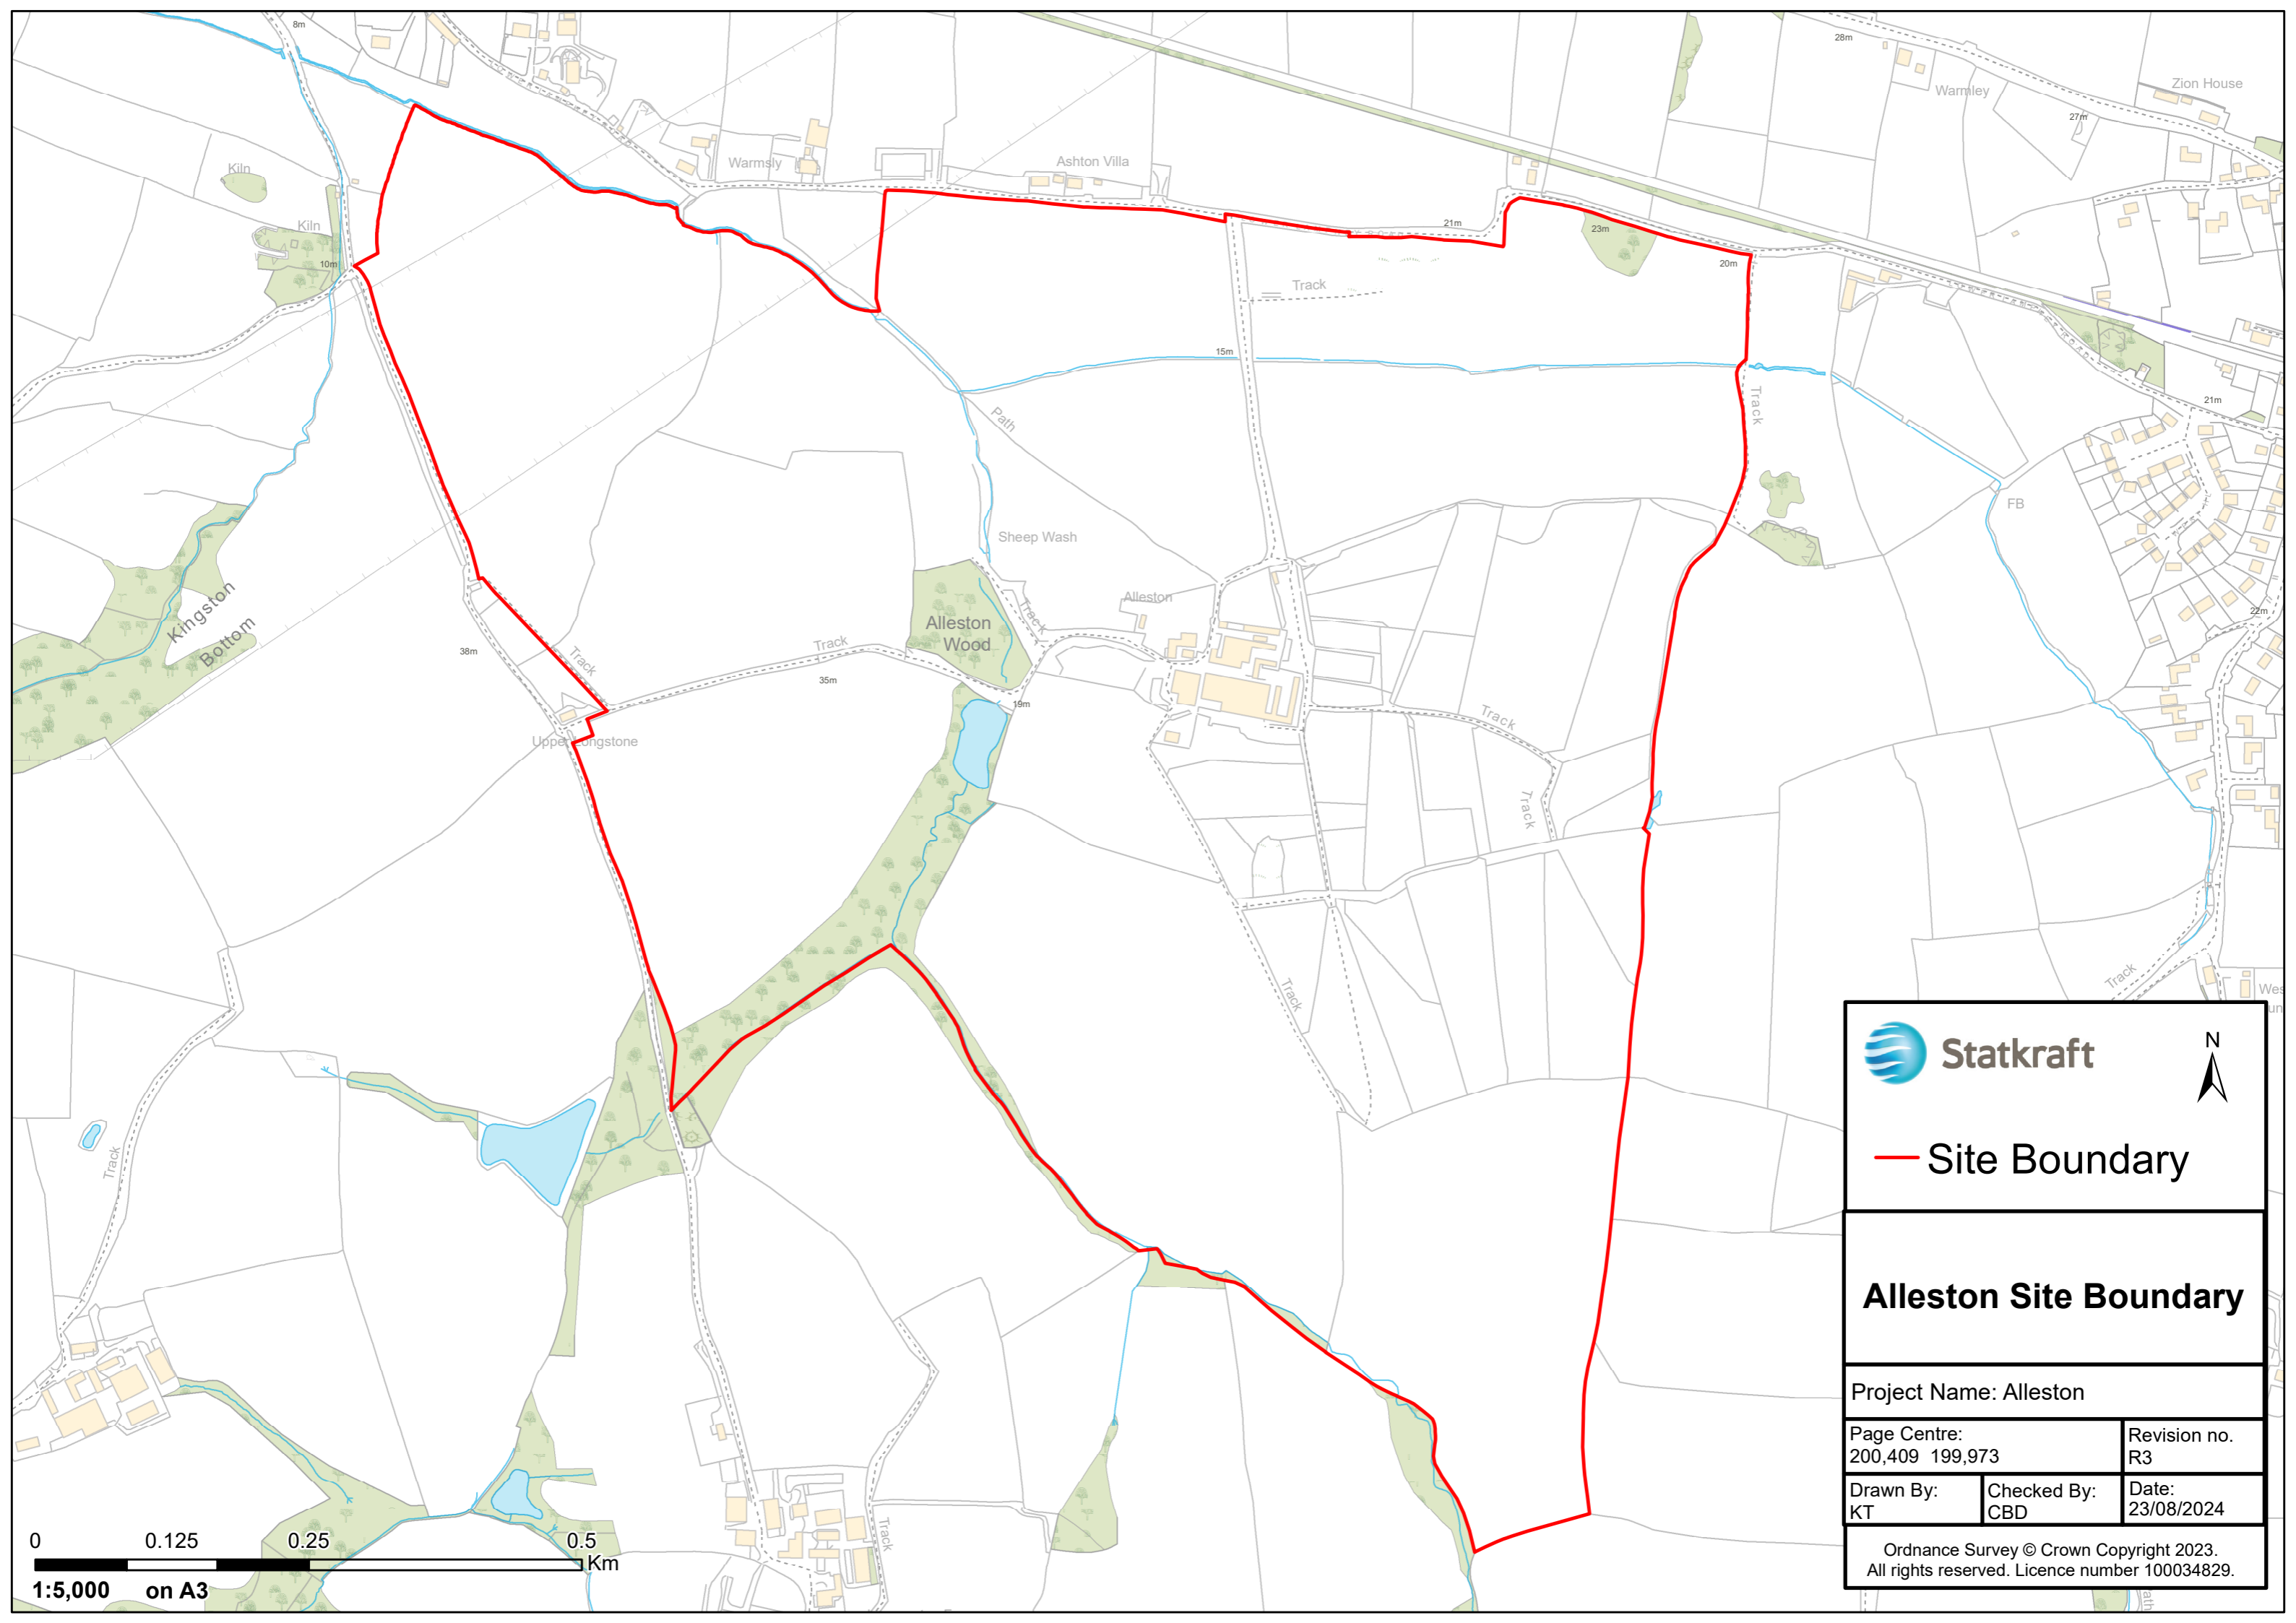 8m
28m
Zion House
Warmley
27m
Warmsly
Ashton Villa
Kiln
Kiln
10m
21m
23m
20m
Track
15m
Path
Track
21m
FB
Sheep Wash
Kingston
Bottom
Alleston
Wood
Track
Alleston
22m
38m
Track
Track
35m
19m
Upper Longstone
Track
Track
Track
Track
Track
Track
Statkraft
N
Site Boundary
Alleston Site Boundary
Project Name: Alleston
Page Centre:
200,409 199,973
Revision no.
R3
Drawn By:
KT
Checked By:
CBD
Date:
23/08/2024
Ordnance Survey © Crown Copyright 2023.
All rights reserved. Licence number 100034829.
0 0.125 0.25 0.5
Km
1:5,000 on A3